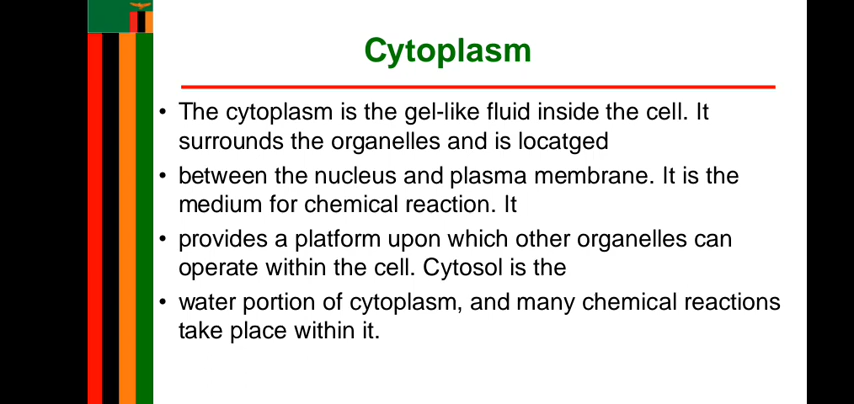 Cytoplasm
• The cytoplasm is the gel-like fluid inside the cell. It
surrounds the organelles and is locatged
• between the nucleus and plasma membrane. It is the
medium for chemical reaction. It
• provides a platform upon which other organelles can
operate within the cell. Cytosol is the
• water portion of cytoplasm, and many chemical reactions
take place within it.